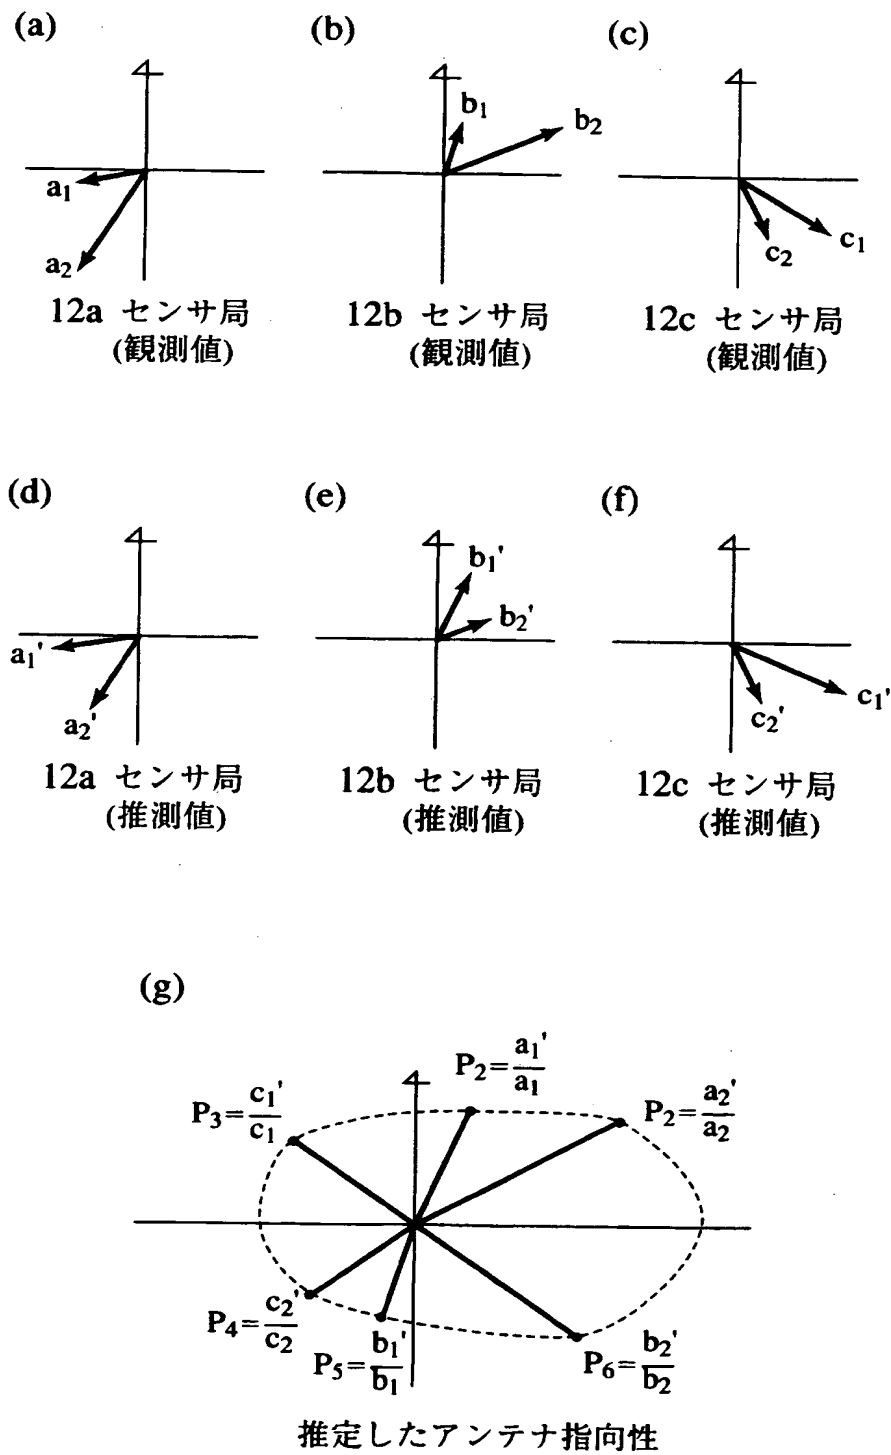 (a) (b) (c)
b₁ b₂
a₁
a₂ c₂ c₁
12a センサ局 12b センサ局 12c センサ局
(観測値) (観測値) (観測値)
(d) (e) (f)
b₁'
b₂'
a₁'
a₂' c₂' c₁'
12a センサ局 12b センサ局 12c センサ局
(推測値) (推測値) (推測値)
(g)
P₂=a₁'/a₁
P₃=c₁'/c₁ P₂=a₂'/a₂
P₄=c₂'/c₂
P₅=b₁'/b₁ P₆=b₂'/b₂
推定したアンテナ指向性